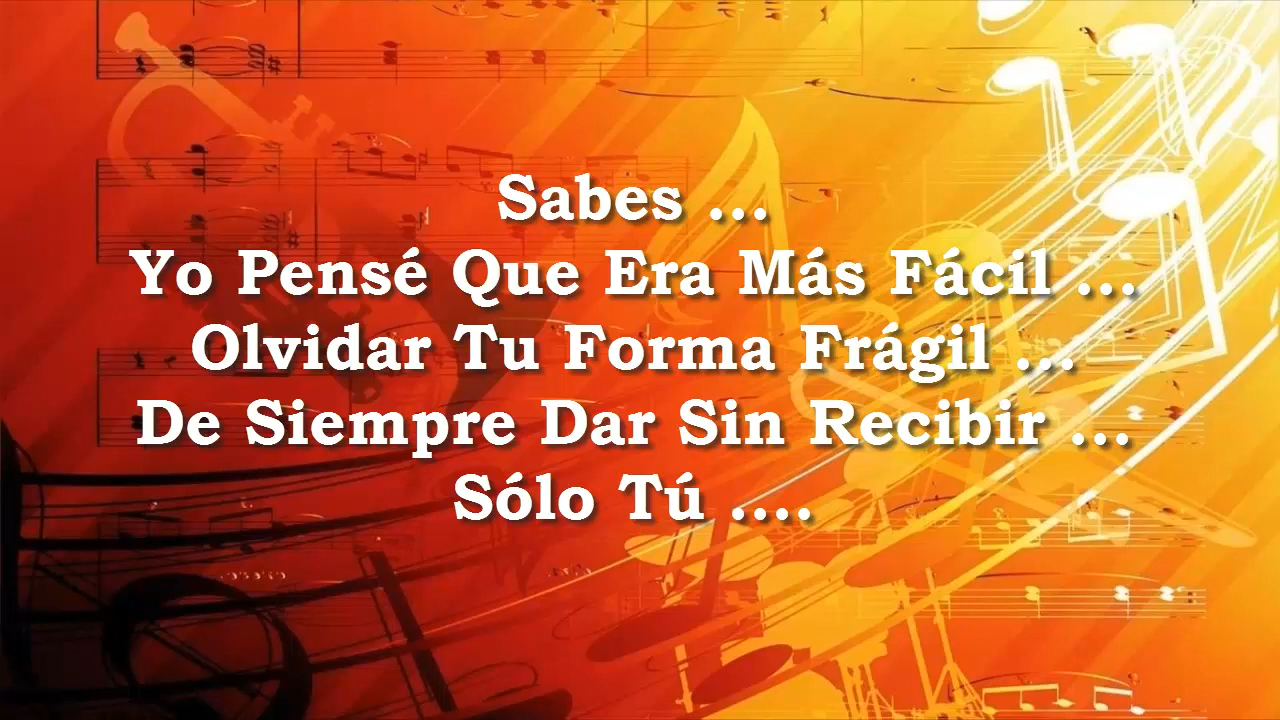 Sabes ...
Yo Pensé Que Era Más Fácil ...
Olvidar Tu Forma Frágil ...
De Siempre Dar Sin Recibir ...
Sólo Tú ....